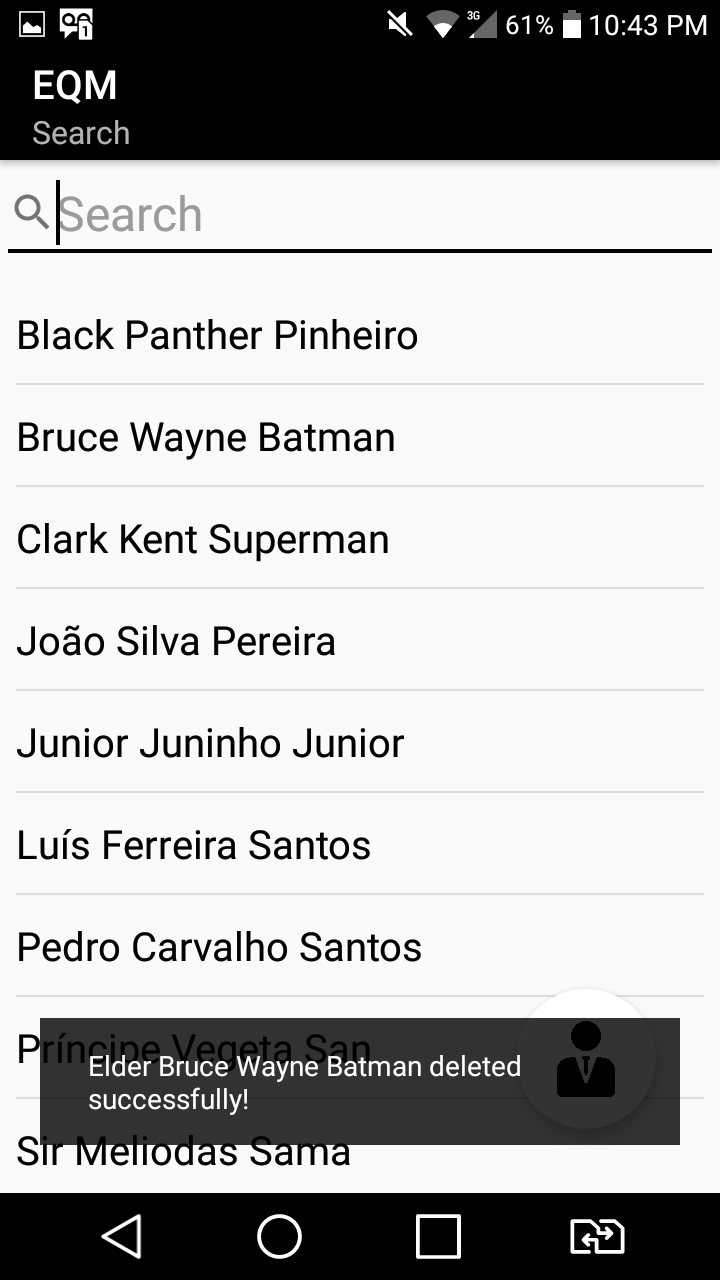 3G 61% 10:43 PM
1
EQM
Search
Search
Black Panther Pinheiro
Bruce Wayne Batman
Clark Kent Superman
João Silva Pereira
Junior Juninho Junior
Luís Ferreira Santos
Pedro Carvalho Santos
Príncipe Vegeta San
Elder Bruce Wayne Batman deleted
successfully!
Sir Meliodas Sama